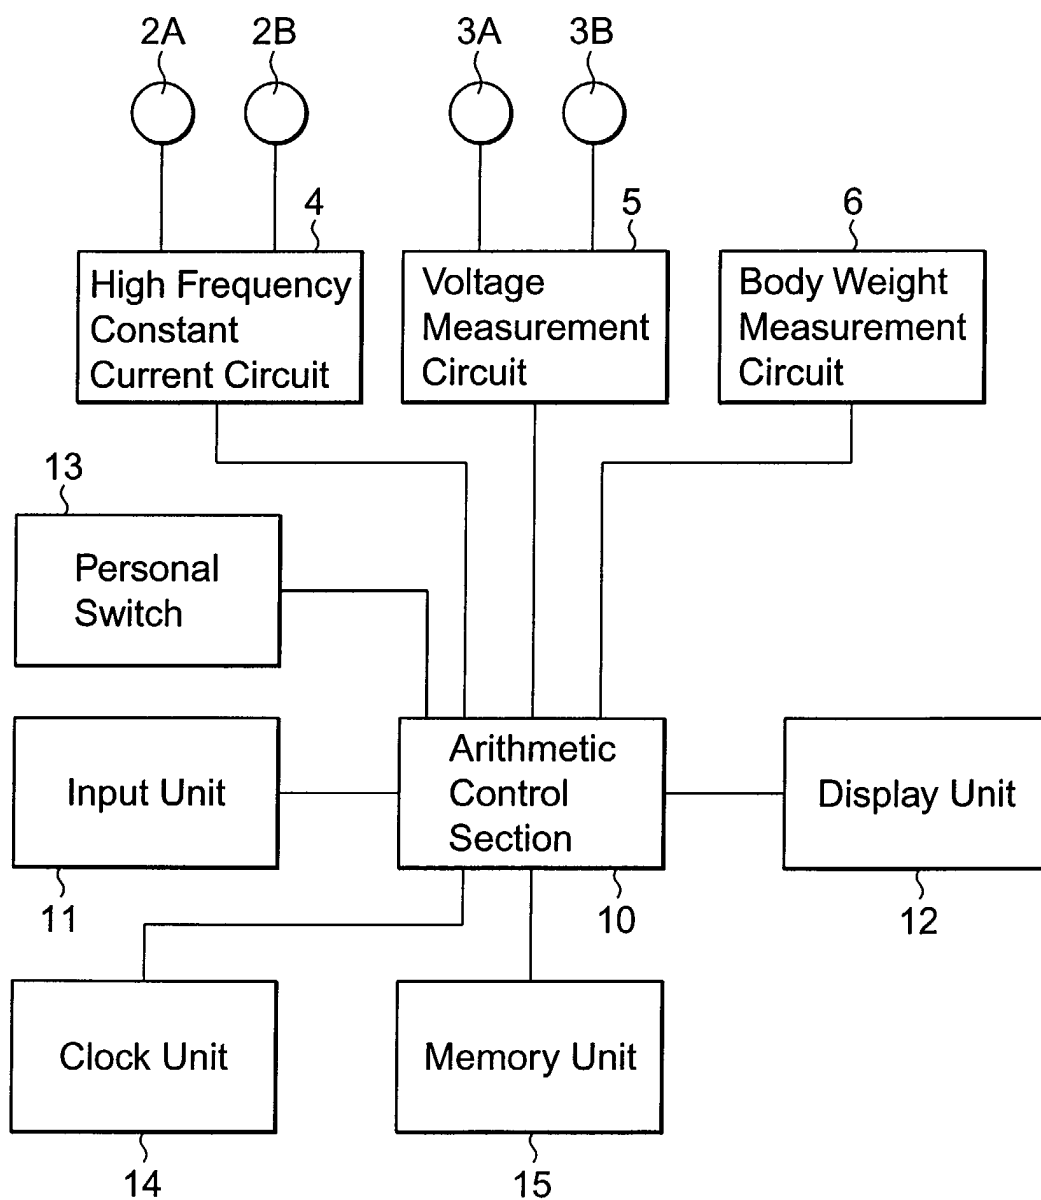 2A
2B
3A
3B
4
5
6
High Frequency
Constant
Current Circuit
Voltage
Measurement
Circuit
Body Weight
Measurement
Circuit
13
Personal
Switch
Input Unit
Arithmetic
Control
Section
Display Unit
11
10
12
Clock Unit
Memory Unit
14
15